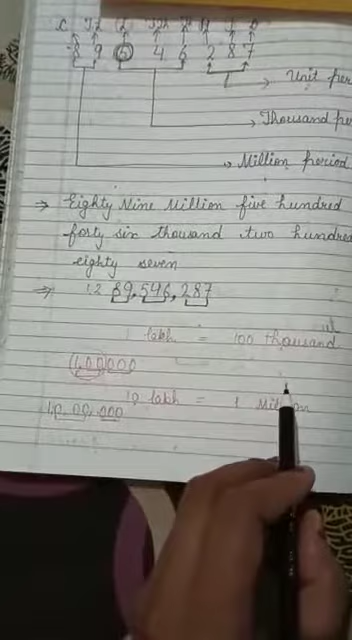 C TL L TTh Th H T O
8 9 5 4 6 2 8 7
Unit per
Thousand pe
Million period
⇒ Eighty Nine Million five hundred
forty six thousand two hundred
eighty seven
⇒ 89,546,287
1 lakh = 100 thousand
1,00,000
10 lakh = 1 Million
10,00,000